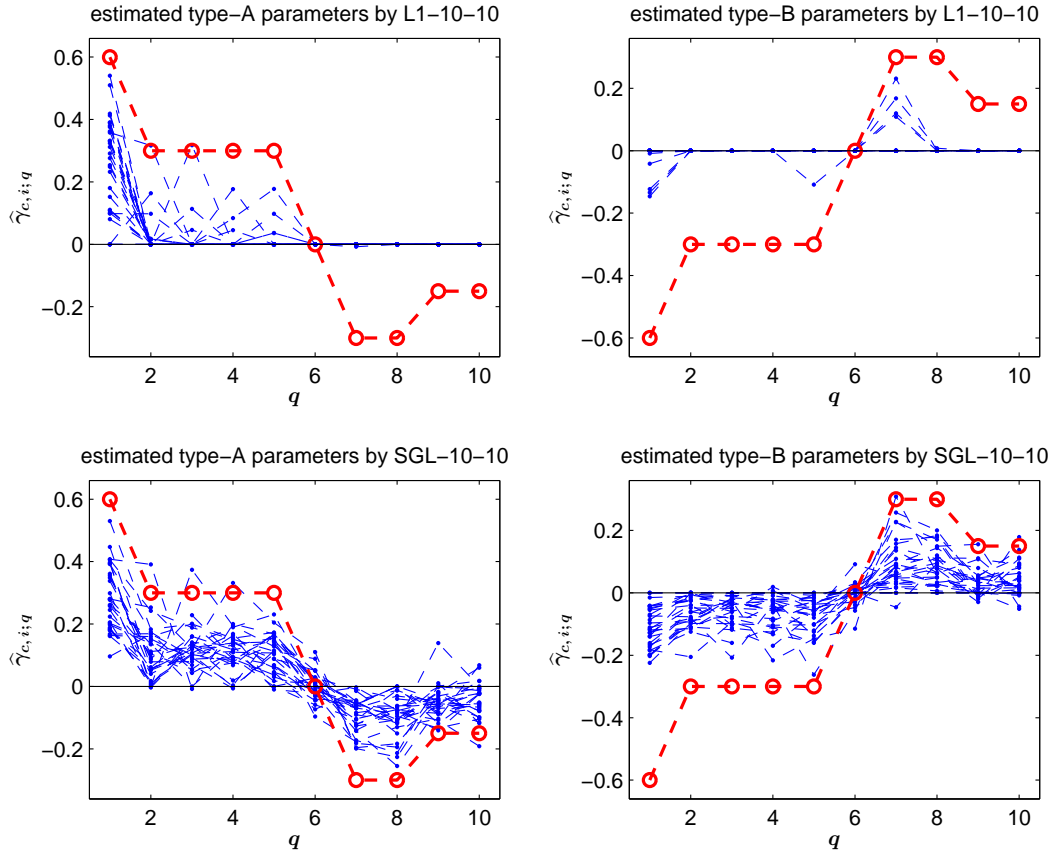 estimated type−A parameters by L1−10−10
0.6
0.4
0.2
0
−0.2
γ̂c,i;q
2 4 6 8 10
q
estimated type−B parameters by L1−10−10
0.2
0
−0.2
−0.4
−0.6
γ̂c,i;q
2 4 6 8 10
q
estimated type−A parameters by SGL−10−10
0.6
0.4
0.2
0
−0.2
γ̂c,i;q
2 4 6 8 10
q
estimated type−B parameters by SGL−10−10
0.2
0
−0.2
−0.4
−0.6
γ̂c,i;q
2 4 6 8 10
q